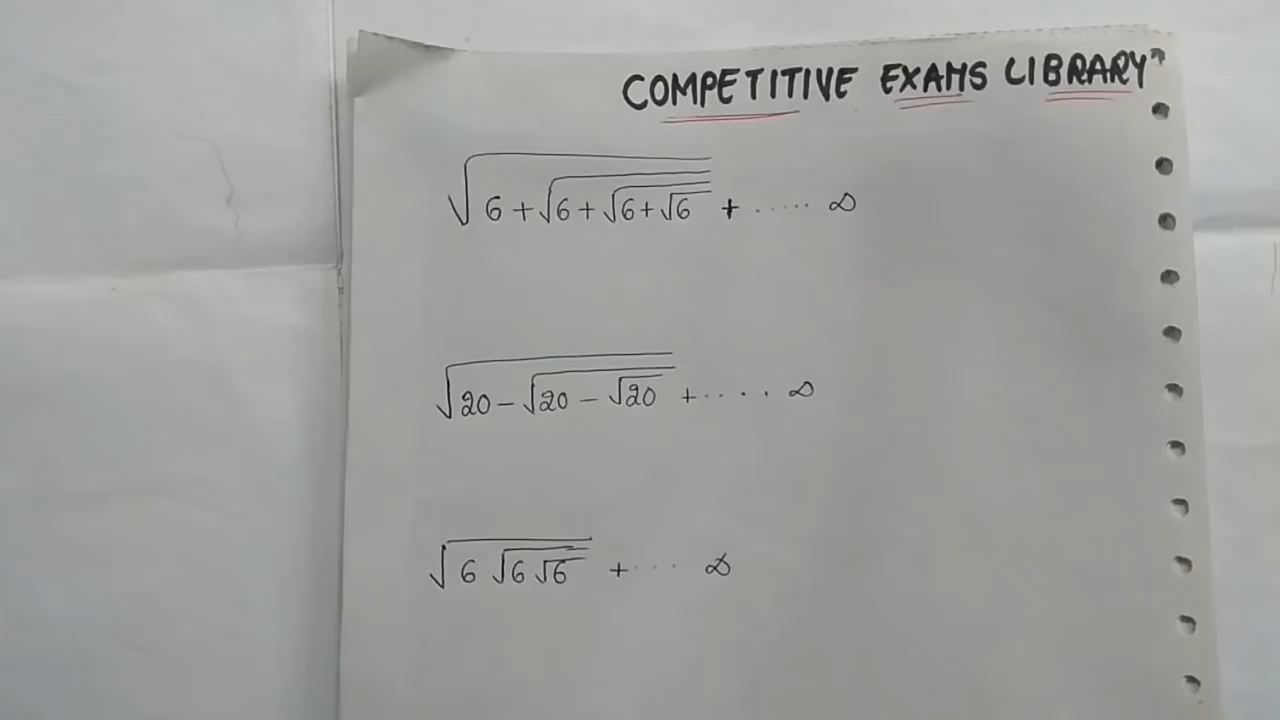 COMPETITIVE EXAMS LIBRARY"
√(6+√(6+√(6+√6))) + ..... ∞
√(20-√(20-√20)) + ..... ∞
√(6√(6√6)) + ... ∞